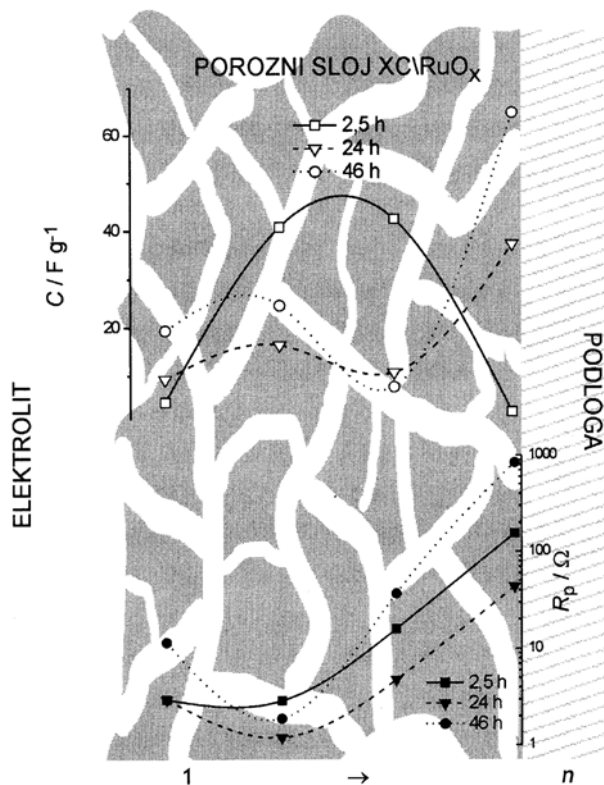 POROZNI SLOJ XC\RuOx
2,5 h
24 h
46 h
60
40
20
C / F g-1
ELEKTROLIT
PODLOGA
1000
100
10
1
Rp / Ω
2,5 h
24 h
46 h
1 → n